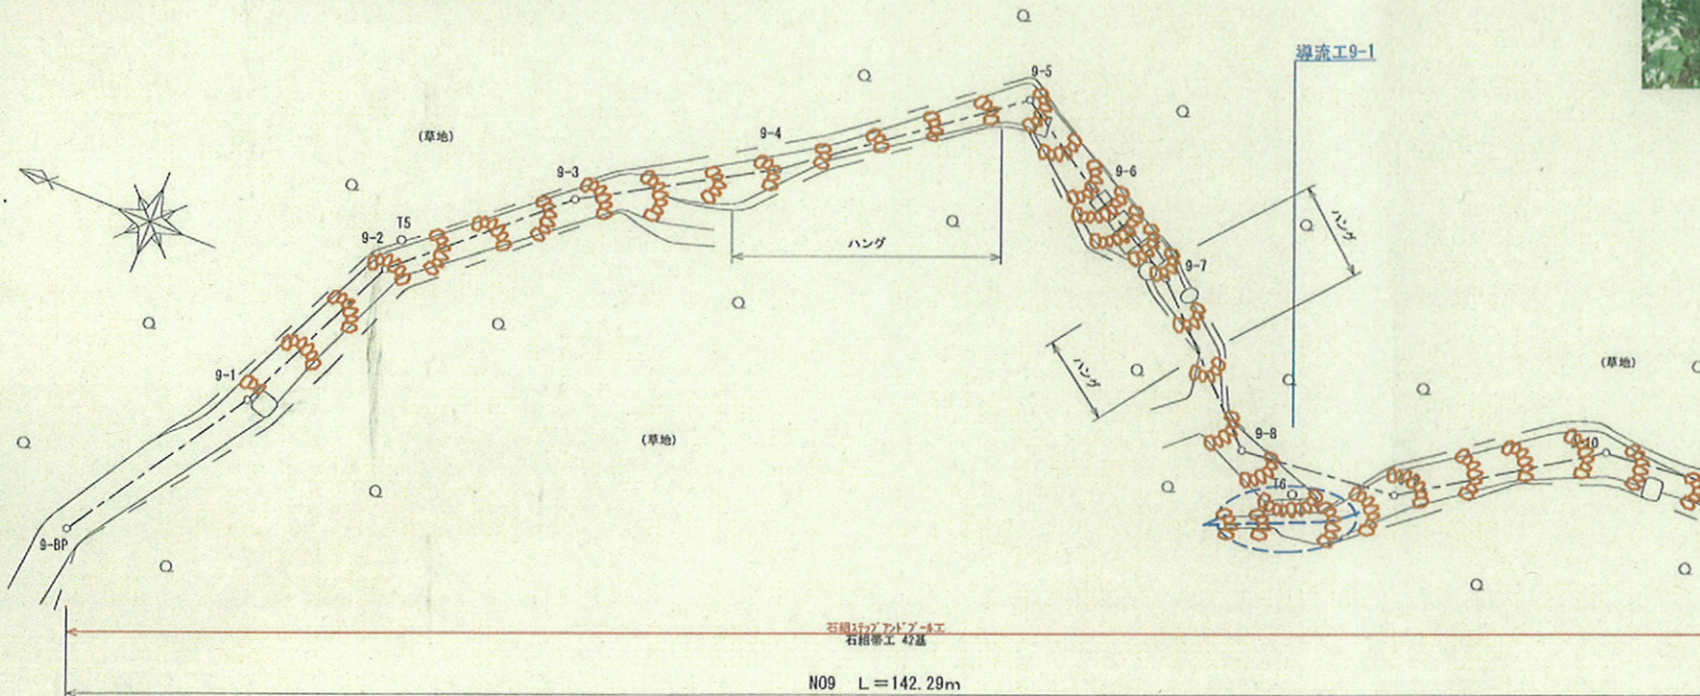 導流工9-1
9-5
(草地)
9-4
9-3
9-6
T5
9-2
ハング
ハング
9-7
ハング
9-1
(草地)
(草地)
9-8
10
T6
9-BP
石組ステップアンドプール工
石組帯工 42基
NO9 L=142.29m